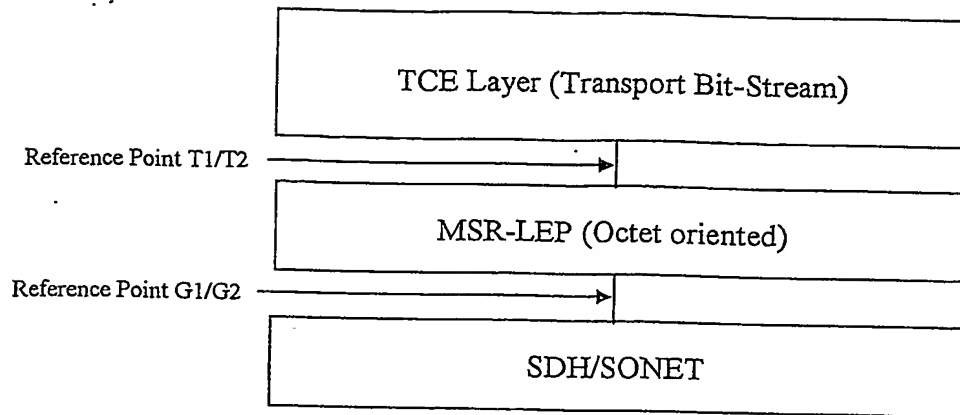 TCE Layer (Transport Bit-Stream)
Reference Point T1/T2
MSR-LEP (Octet oriented)
Reference Point G1/G2
SDH/SONET